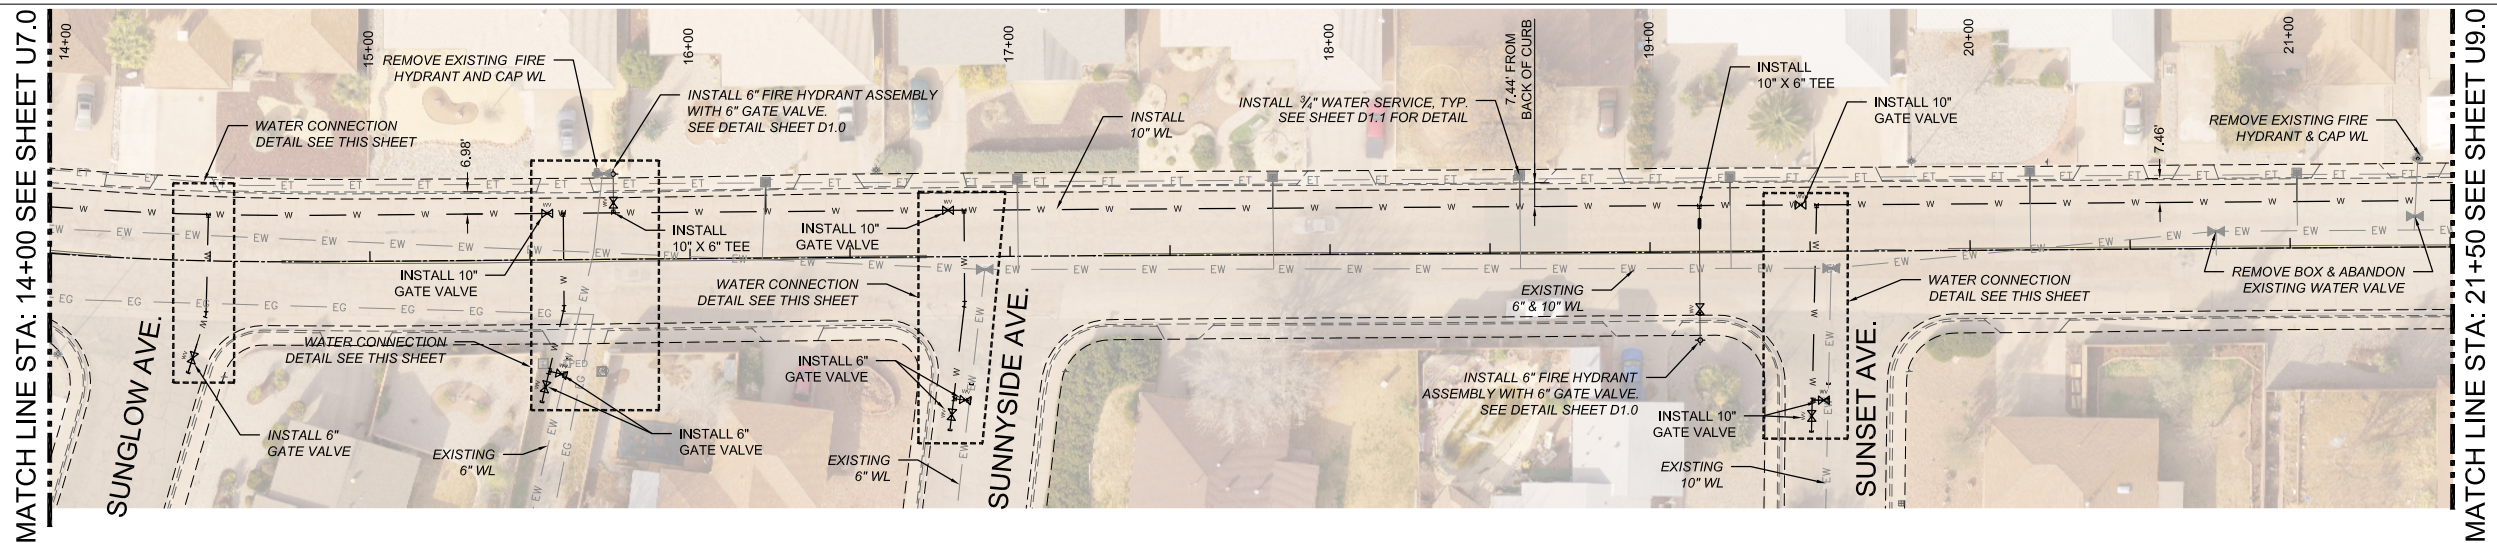 MATCH LINE STA: 14+00 SEE SHEET U7.0
14+00
15+00
16+00
17+00
18+00
19+00
20+00
21+00
REMOVE EXISTING FIRE
HYDRANT AND CAP WL
INSTALL 6" FIRE HYDRANT ASSEMBLY
WITH 6" GATE VALVE.
SEE DETAIL SHEET D1.0
WATER CONNECTION
DETAIL SEE THIS SHEET
6.98'
INSTALL
10" WL
INSTALL ¾" WATER SERVICE, TYP.
SEE SHEET D1.1 FOR DETAIL
7.44' FROM
BACK OF CURB
INSTALL
10" X 6" TEE
INSTALL 10"
GATE VALVE
REMOVE EXISTING FIRE
HYDRANT & CAP WL
7.46'
INSTALL
10" X 6" TEE
INSTALL 10"
GATE VALVE
INSTALL 10"
GATE VALVE
WATER CONNECTION
DETAIL SEE THIS SHEET
EXISTING
6" & 10" WL
WATER CONNECTION
DETAIL SEE THIS SHEET
REMOVE BOX & ABANDON
EXISTING WATER VALVE
WATER CONNECTION
DETAIL SEE THIS SHEET
INSTALL 6"
GATE VALVE
INSTALL 6" FIRE HYDRANT
ASSEMBLY WITH 6" GATE VALVE.
SEE DETAIL SHEET D1.0
INSTALL 10"
GATE VALVE
INSTALL 6"
GATE VALVE
INSTALL 6"
GATE VALVE
EXISTING
6" WL
EXISTING
6" WL
EXISTING
10" WL
SUNGLOW AVE.
SUNNYSIDE AVE.
SUNSET AVE.
MATCH LINE STA: 21+50 SEE SHEET U9.0